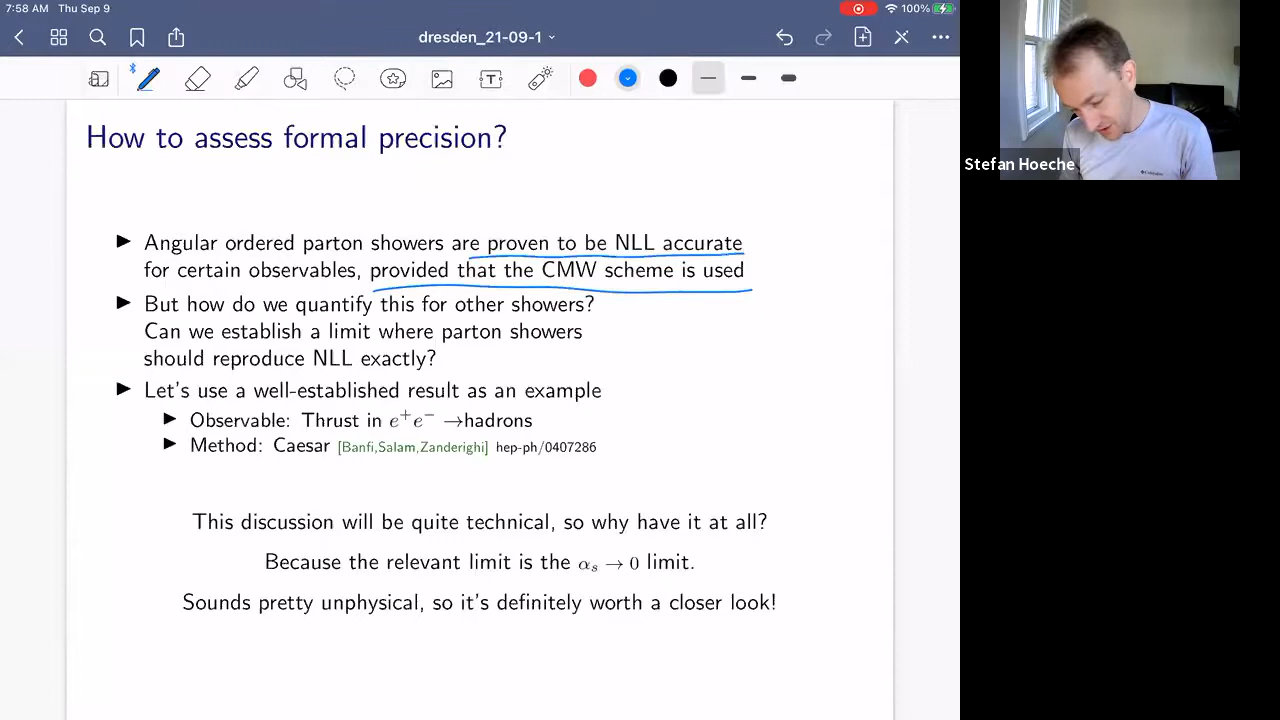 7:58 AM Thu Sep 9
100%
dresden_21-09-1
How to assess formal precision?
▶ Angular ordered parton showers are proven to be NLL accurate
for certain observables, provided that the CMW scheme is used
▶ But how do we quantify this for other showers?
Can we establish a limit where parton showers
should reproduce NLL exactly?
▶ Let's use a well-established result as an example
▶ Observable: Thrust in e⁺e⁻ →hadrons
▶ Method: Caesar [Banfi,Salam,Zanderighi] hep-ph/0407286
This discussion will be quite technical, so why have it at all?
Because the relevant limit is the αₛ → 0 limit.
Sounds pretty unphysical, so it's definitely worth a closer look!
Stefan Hoeche